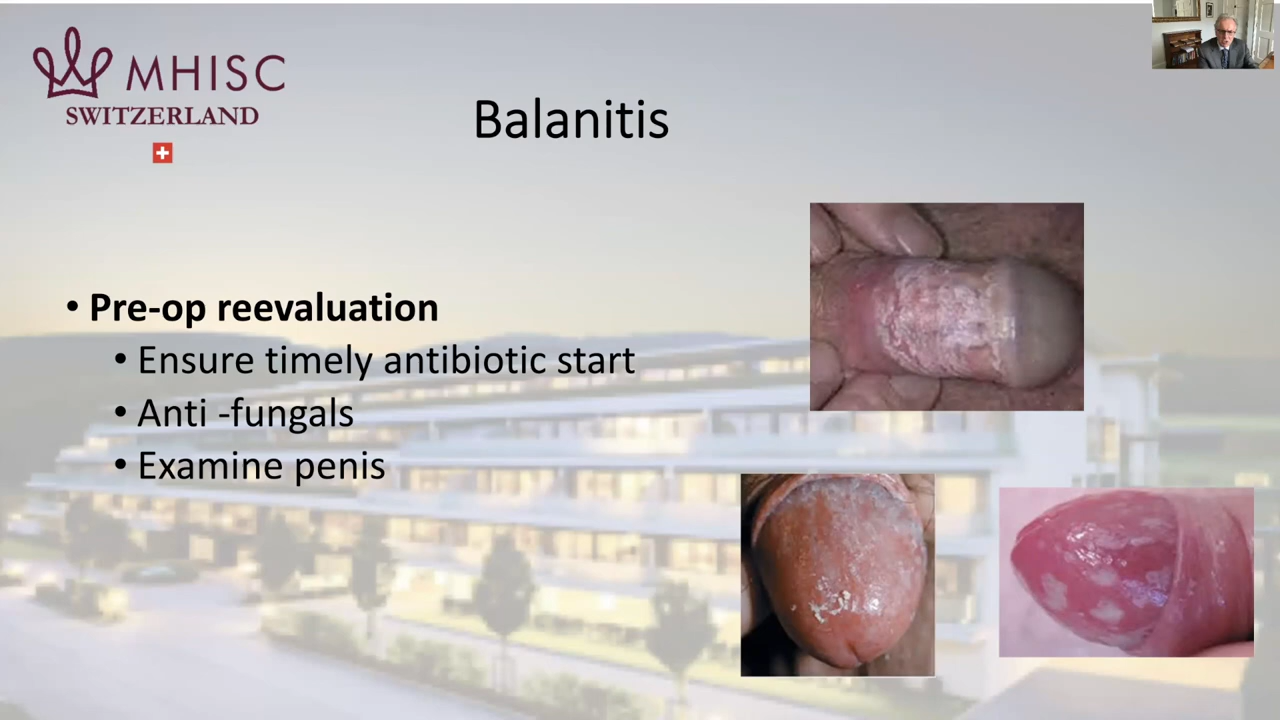 MHISC
SWITZERLAND
Balanitis
• Pre-op reevaluation
• Ensure timely antibiotic start
• Anti -fungals
• Examine penis